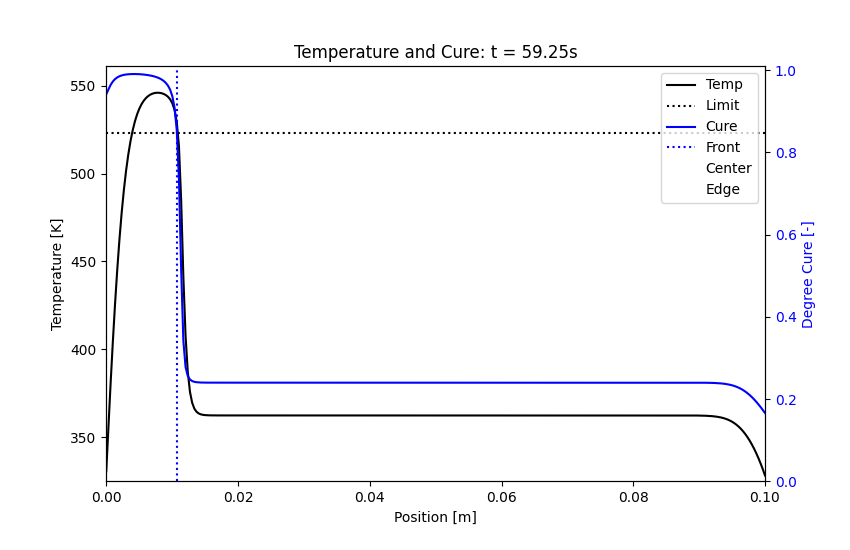 Temperature and Cure: t = 59.25s
550
500
450
400
350
Temperature [K]
1.0
0.8
0.6
0.4
0.2
0.0
Degree Cure [-]
Temp
Limit
Cure
Front
Center
Edge
0.00 0.02 0.04 0.06 0.08 0.10
Position [m]